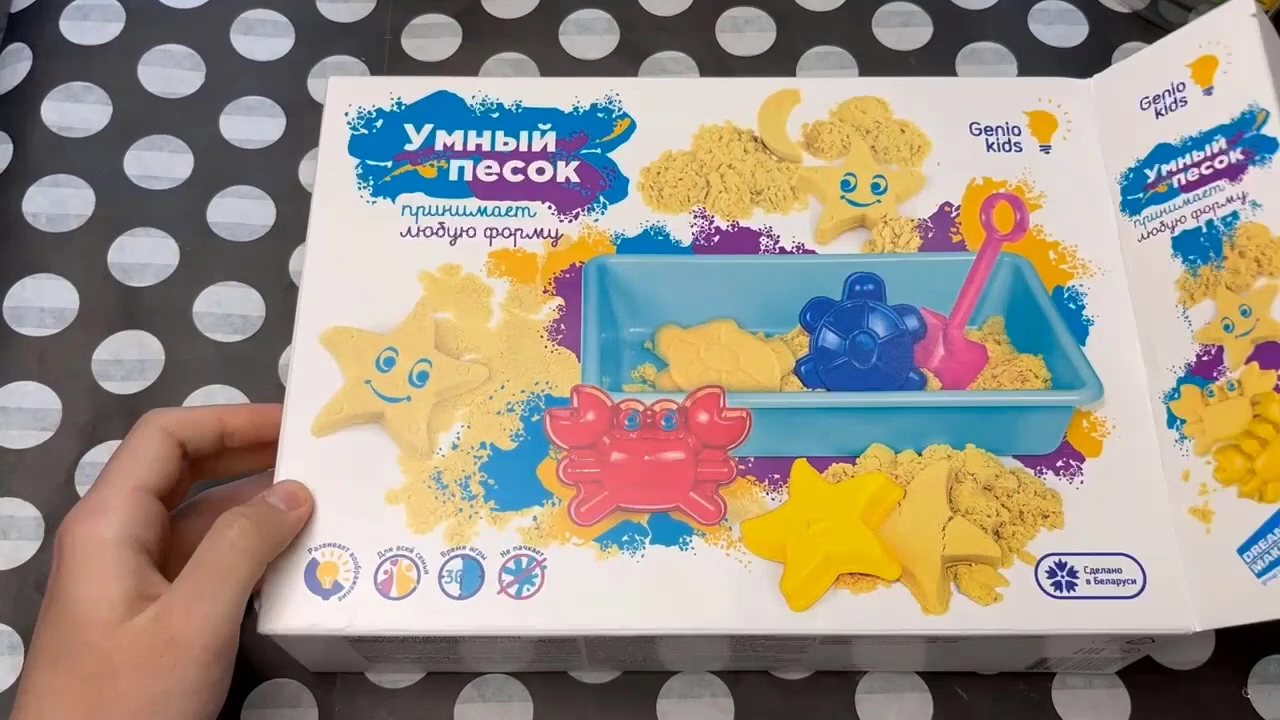 Умный
песок
принимает
любую форму
Genio
kids
Развивает воображение
Для всей семьи
Время игры
30
Не пачкает
Сделано
в Беларуси
Genio
kids
Умный
песок
принимает
любую форму